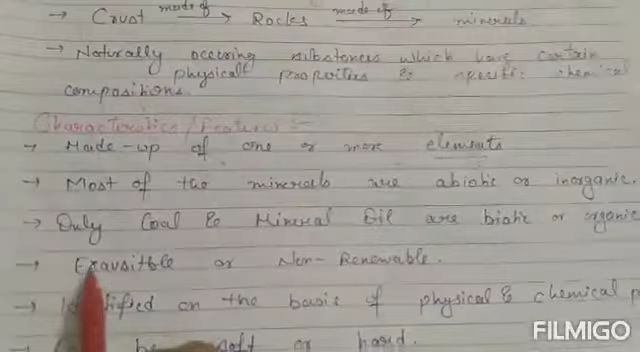 → Crust made of → Rocks made of → minerals
→ Naturally occuring substances which have certain
physical properties & specific chemical
compositions.
Characteristics/Features :-
→ Made-up of one or more elements
→ Most of the minerals are abiotic or inorganic.
→ Only Coal & Mineral Oil are biotic or organic
→ Exausitble or Non-Renewable.
→ Identified on the basis of physical & chemical p
→ be soft or hard.
FILMIGO